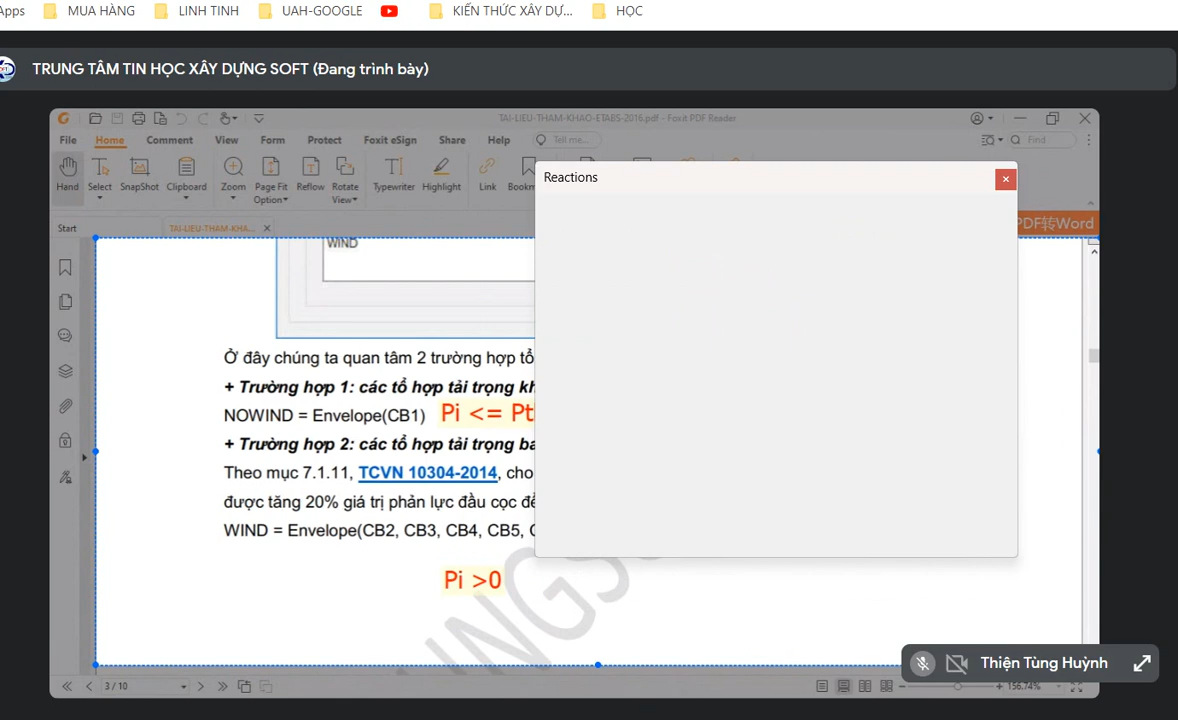 Apps MUA HÀNG LINH TINH UAH-GOOGLE KIẾN THỨC XÂY DỰ... HỌC
TRUNG TÂM TIN HỌC XÂY DỰNG SOFT (Đang trình bày)
TAI-LIEU-THAM-KHAO-ETABS-2016.pdf - Foxit PDF Reader
File Home Comment View Form Protect Foxit eSign Share Help Tell me... Find
Hand Select SnapShot Clipboard Zoom Page Fit Option Reflow Rotate View Typewriter Highlight Link Bookm
Reactions
Start TAI-LIEU-THAM-KHA... PDF转Word
WIND
Ở đây chúng ta quan tâm 2 trường hợp tổ
+ Trường hợp 1: các tổ hợp tải trọng kh
NOWIND = Envelope(CB1) Pi <= Pt
+ Trường hợp 2: các tổ hợp tải trọng ba
Theo mục 7.1.11, TCVN 10304-2014, cho
được tăng 20% giá trị phản lực đầu cọc để
WIND = Envelope(CB2, CB3, CB4, CB5, C
Pi >0
UNGS
Thiện Tùng Huỳnh
3 / 10 156.74%